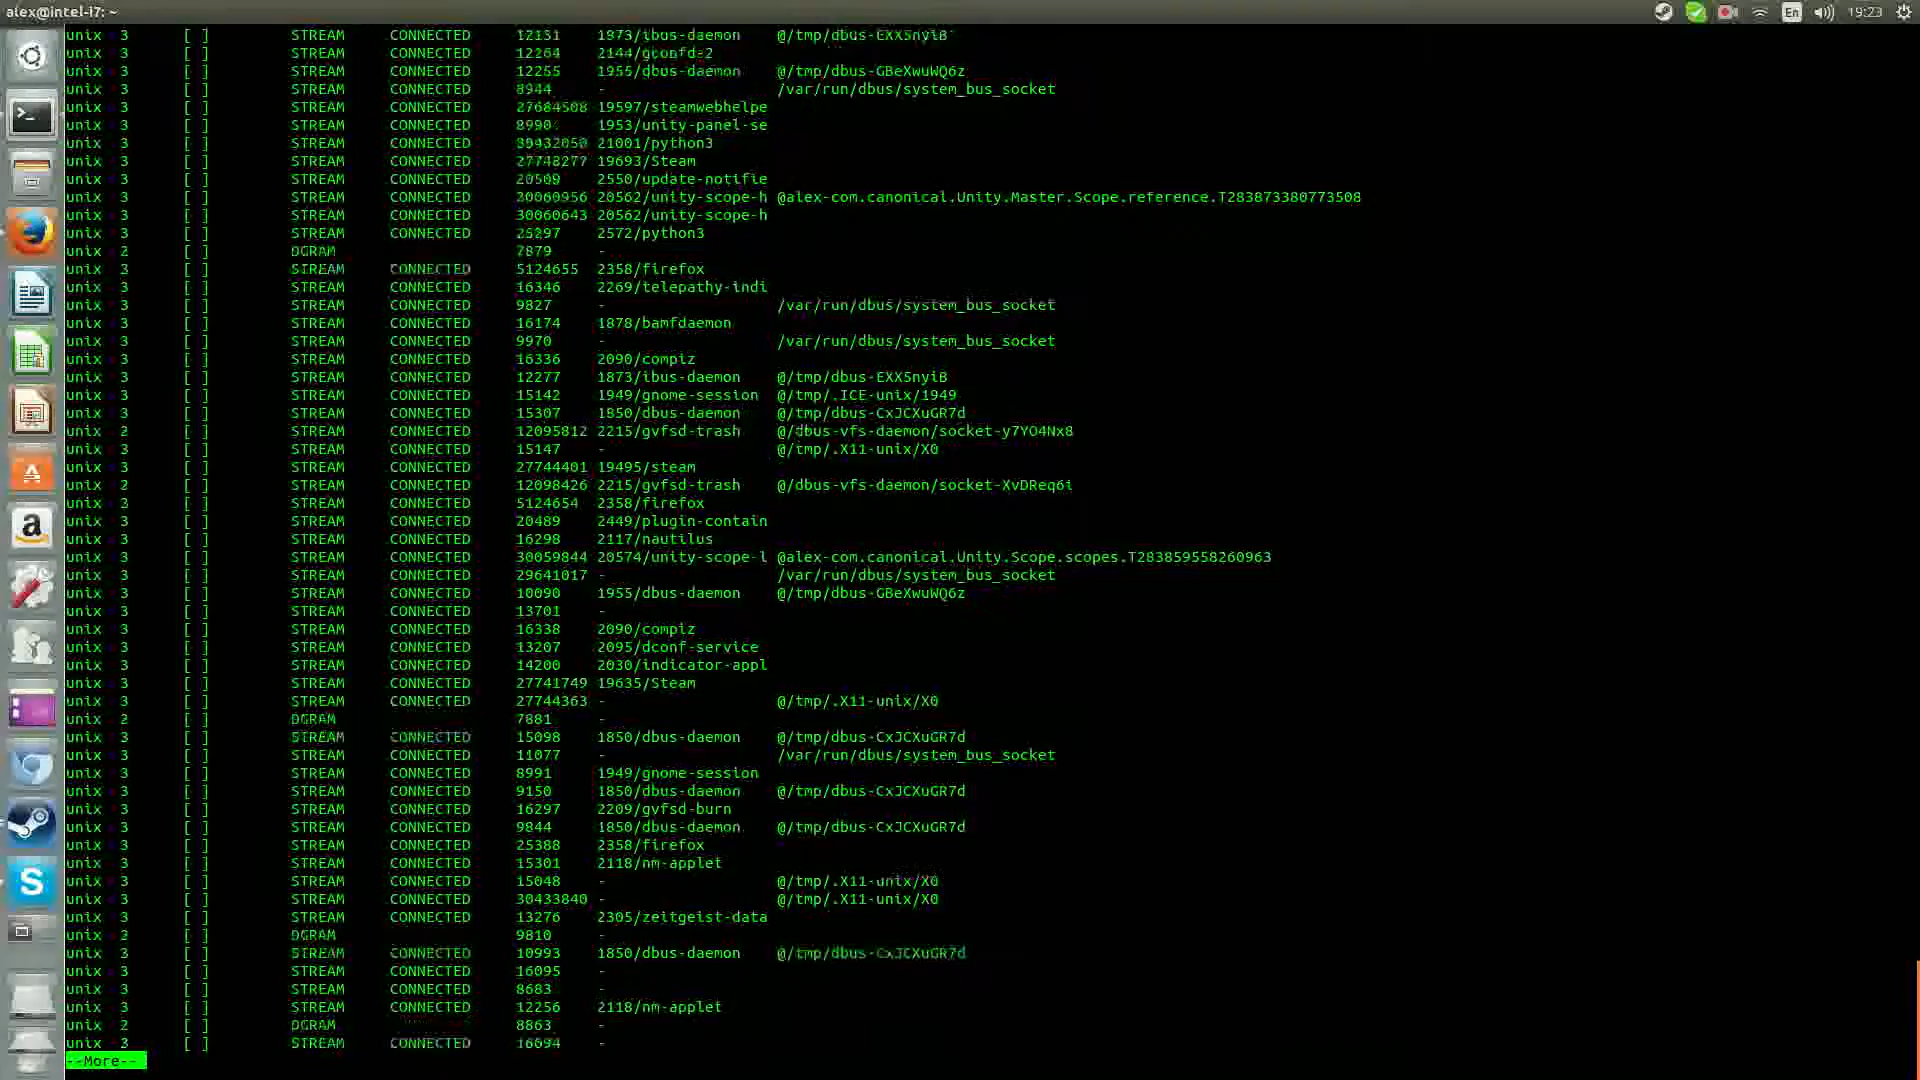 alex@intel-i7: ~ En 19:23
unix 3 [ ] STREAM CONNECTED 12131 1873/ibus-daemon @/tmp/dbus-EXX5nyiB
unix 3 [ ] STREAM CONNECTED 12264 2144/gconfd-2
unix 3 [ ] STREAM CONNECTED 12255 1955/dbus-daemon @/tmp/dbus-GBeXwuWQ6z
unix 3 [ ] STREAM CONNECTED 8944 - /var/run/dbus/system_bus_socket
unix 3 [ ] STREAM CONNECTED 27684508 19597/steamwebhelpe
unix 3 [ ] STREAM CONNECTED 8990 1953/unity-panel-se
unix 3 [ ] STREAM CONNECTED 21001/python3
unix 3 [ ] STREAM CONNECTED 27748277 19693/Steam
unix 3 [ ] STREAM CONNECTED 20509 2550/update-notifie
unix 3 [ ] STREAM CONNECTED 30060956 20562/unity-scope-h @alex-com.canonical.Unity.Master.Scope.reference.T283873380773508
unix 3 [ ] STREAM CONNECTED 30060643 20562/unity-scope-h
unix 3 [ ] STREAM CONNECTED 25297 2572/python3
unix 2 [ ] DGRAM 7879 -
unix 3 [ ] STREAM CONNECTED 5124655 2358/firefox
unix 3 [ ] STREAM CONNECTED 16346 2269/telepathy-indi
unix 3 [ ] STREAM CONNECTED 9827 - /var/run/dbus/system_bus_socket
unix 3 [ ] STREAM CONNECTED 16174 1878/bamfdaemon
unix 3 [ ] STREAM CONNECTED 9970 - /var/run/dbus/system_bus_socket
unix 3 [ ] STREAM CONNECTED 16336 2090/compiz
unix 3 [ ] STREAM CONNECTED 12277 1873/ibus-daemon @/tmp/dbus-EXX5nyiB
unix 3 [ ] STREAM CONNECTED 15142 1949/gnome-session @/tmp/.ICE-unix/1949
unix 3 [ ] STREAM CONNECTED 15307 1850/dbus-daemon @/tmp/dbus-CxJCXuGR7d
unix 2 [ ] STREAM CONNECTED 12095812 2215/gvfsd-trash @/dbus-vfs-daemon/socket-y7YO4Nx8
unix 3 [ ] STREAM CONNECTED 15147 - @/tmp/.X11-unix/X0
unix 3 [ ] STREAM CONNECTED 27744401 19495/steam
unix 2 [ ] STREAM CONNECTED 12098426 2215/gvfsd-trash @/dbus-vfs-daemon/socket-XvDReq6i
unix 3 [ ] STREAM CONNECTED 5124654 2358/firefox
unix 3 [ ] STREAM CONNECTED 20489 2449/plugin-contain
unix 3 [ ] STREAM CONNECTED 16298 2117/nautilus
unix 3 [ ] STREAM CONNECTED 30059844 20574/unity-scope-l @alex-com.canonical.Unity.Scope.scopes.T283859558260963
unix 3 [ ] STREAM CONNECTED 29641017 - /var/run/dbus/system_bus_socket
unix 3 [ ] STREAM CONNECTED 10090 1955/dbus-daemon @/tmp/dbus-GBeXwuWQ6z
unix 3 [ ] STREAM CONNECTED 13701 -
unix 3 [ ] STREAM CONNECTED 16338 2090/compiz
unix 3 [ ] STREAM CONNECTED 13207 2095/dconf-service
unix 3 [ ] STREAM CONNECTED 14200 2030/indicator-appl
unix 3 [ ] STREAM CONNECTED 27741749 19635/Steam
unix 3 [ ] STREAM CONNECTED 27744363 - @/tmp/.X11-unix/X0
unix 2 [ ] DGRAM 7881 -
unix 3 [ ] STREAM CONNECTED 15098 1850/dbus-daemon @/tmp/dbus-CxJCXuGR7d
unix 3 [ ] STREAM CONNECTED 11077 - /var/run/dbus/system_bus_socket
unix 3 [ ] STREAM CONNECTED 8991 1949/gnome-session
unix 3 [ ] STREAM CONNECTED 9150 1850/dbus-daemon @/tmp/dbus-CxJCXuGR7d
unix 3 [ ] STREAM CONNECTED 16297 2209/gvfsd-burn
unix 3 [ ] STREAM CONNECTED 9844 1850/dbus-daemon @/tmp/dbus-CxJCXuGR7d
unix 3 [ ] STREAM CONNECTED 25388 2358/firefox
unix 3 [ ] STREAM CONNECTED 15301 2118/nm-applet
unix 3 [ ] STREAM CONNECTED 15048 - @/tmp/.X11-unix/X0
unix 3 [ ] STREAM CONNECTED 30433840 - @/tmp/.X11-unix/X0
unix 3 [ ] STREAM CONNECTED 13276 2305/zeitgeist-data
unix 2 [ ] DGRAM 9810 -
unix 3 [ ] STREAM CONNECTED 10993 1850/dbus-daemon @/tmp/dbus-CxJCXuGR7d
unix 3 [ ] STREAM CONNECTED 16095 -
unix 3 [ ] STREAM CONNECTED 8683 -
unix 3 [ ] STREAM CONNECTED 12256 2118/nm-applet
unix 2 [ ] DGRAM 8863 -
unix 3 [ ] STREAM CONNECTED 16094 -
--More--